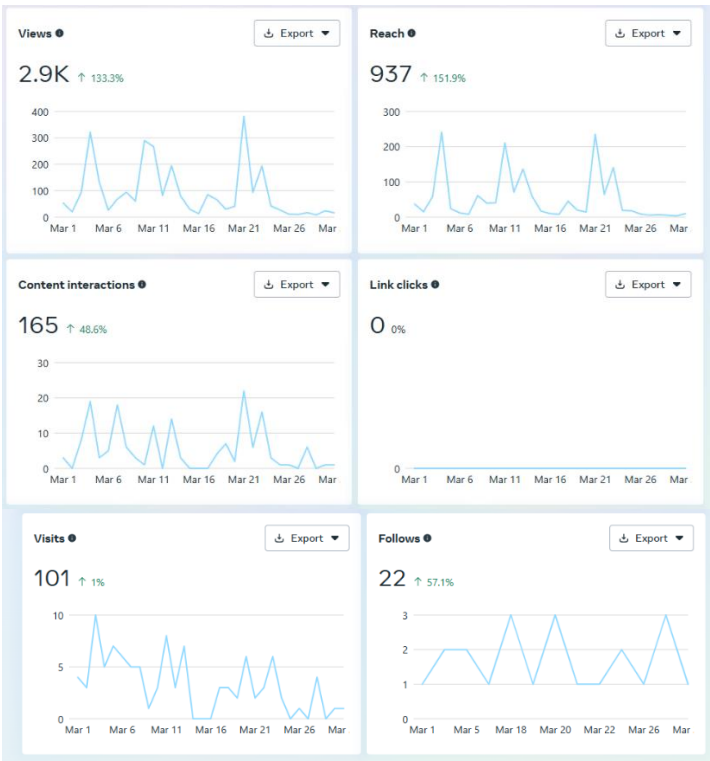 Views Export
2.9K ↑ 133.3%
400
300
200
100
0
Mar 1 Mar 6 Mar 11 Mar 16 Mar 21 Mar 26 Mar
Reach Export
937 ↑ 151.9%
300
200
100
0
Mar 1 Mar 6 Mar 11 Mar 16 Mar 21 Mar 26 Mar
Content interactions Export
165 ↑ 48.6%
30
20
10
0
Mar 1 Mar 6 Mar 11 Mar 16 Mar 21 Mar 26 Mar
Link clicks Export
0 0%
0
Mar 1 Mar 6 Mar 11 Mar 16 Mar 21 Mar 26 Mar
Visits Export
101 ↑ 1%
10
5
0
Mar 1 Mar 6 Mar 11 Mar 16 Mar 21 Mar 26 Mar
Follows Export
22 ↑ 57.1%
3
2
1
0
Mar 1 Mar 5 Mar 18 Mar 20 Mar 22 Mar 26 Mar